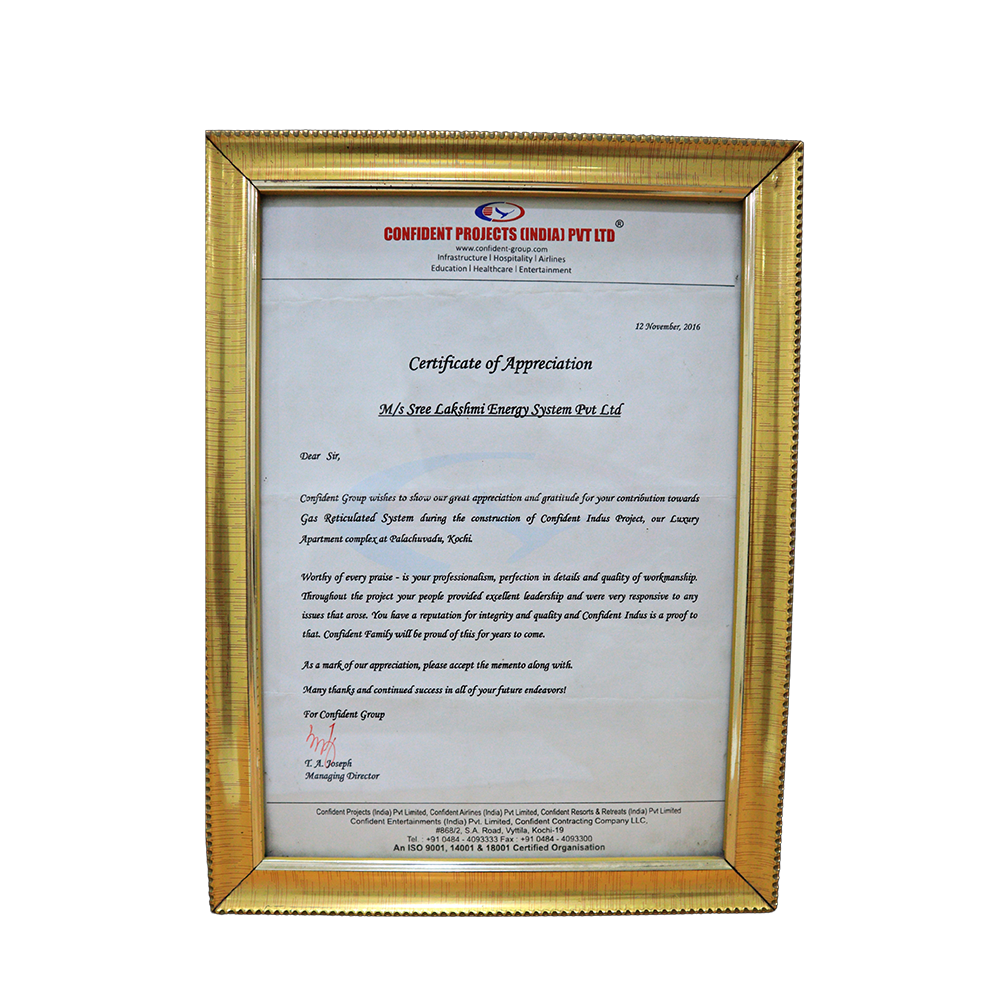 CONFIDENT PROJECTS (INDIA) PVT LTD®
www.confident-group.com
Infrastructure | Hospitality | Airlines
Education | Healthcare | Entertainment
12 November, 2016
Certificate of Appreciation
M/s Sree Lakshmi Energy System Pvt Ltd
Dear Sir,
Confident Group wishes to show our great appreciation and gratitude for your contribution towards
Gas Reticulated System during the construction of Confident Indus Project, our Luxury
Apartment complex at Palachuvadu, Kochi.
Worthy of every praise - is your professionalism, perfection in details and quality of workmanship.
Throughout the project your people provided excellent leadership and were very responsive to any
issues that arose. You have a reputation for integrity and quality and Confident Indus is a proof to
that. Confident Family will be proud of this for years to come.
As a mark of our appreciation, please accept the memento along with.
Many thanks and continued success in all of your future endeavors!
For Confident Group
T. A. Joseph
Managing Director
Confident Projects (India) Pvt Limited, Confident Airlines (India) Pvt Limited, Confident Resorts & Retreats (India) Pvt Limited
Confident Entertainments (India) Pvt. Limited, Confident Contracting Company LLC,
#868/2, S.A. Road, Vyttila, Kochi-19
Tel. : +91 0484 - 4093333 Fax : +91 0484 - 4093300
An ISO 9001, 14001 & 18001 Certified Organisation